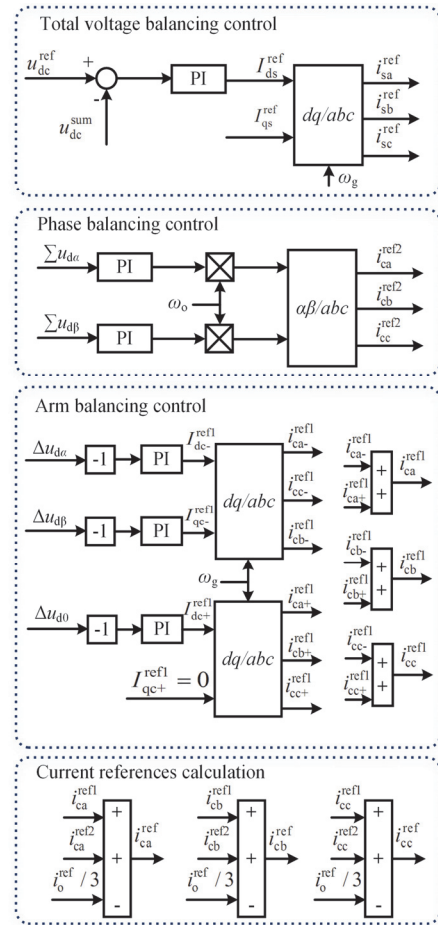 Total voltage balancing control
u_dc^ref + - PI I_ds^ref dq/abc i_sa^ref
u_dc^sum I_qs^ref i_sb^ref
i_sc^ref
ω_g
Phase balancing control
∑u_dα PI αβ/abc i_ca^ref2
ω_o i_cb^ref2
∑u_dβ PI i_cc^ref2
Arm balancing control
Δu_dα -1 PI I_dc-^ref1 dq/abc i_ca-^ref1
i_cc-^ref1
Δu_dβ -1 PI I_qc-^ref1 i_cb-^ref1
ω_g
Δu_d0 -1 PI I_dc+^ref1 dq/abc i_ca+^ref1
i_cb+^ref1
I_qc+^ref1 = 0 i_cc+^ref1
i_ca-^ref1 + i_ca^ref1
i_ca+^ref1 +
i_cb-^ref1 + i_cb^ref1
i_cb+^ref1 +
i_cc-^ref1 + i_cc^ref1
i_cc+^ref1 +
Current references calculation
i_ca^ref1 +
i_ca^ref2 + i_ca^ref
i_o^ref / 3 -
i_cb^ref1 +
i_cb^ref2 + i_cb^ref
i_o^ref / 3 -
i_cc^ref1 +
i_cc^ref2 + i_cc^ref
i_o^ref / 3 -